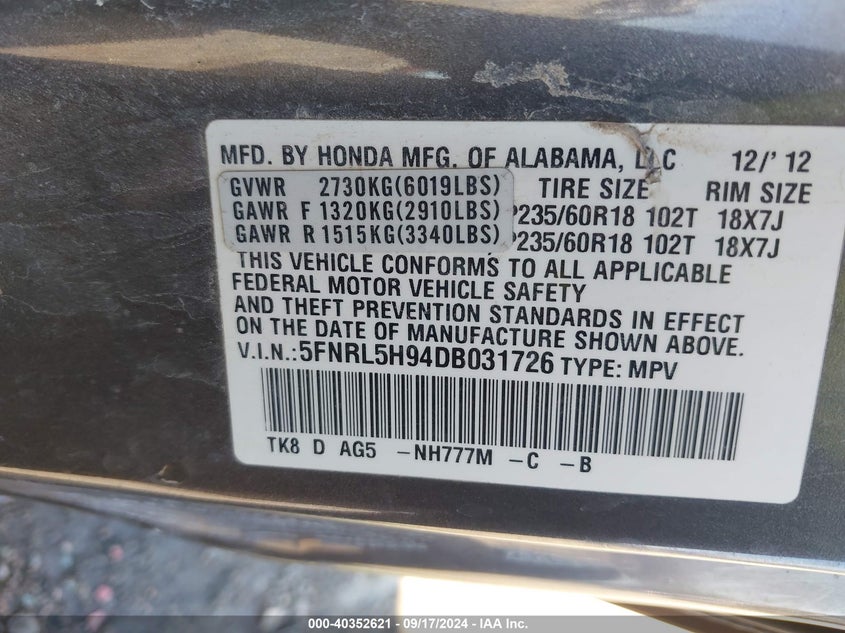 MFD. BY HONDA MFG. OF ALABAMA, LLC 12/'12
GVWR 2730KG(6019LBS) TIRE SIZE RIM SIZE
GAWR F 1320KG(2910LBS) P235/60R18 102T 18X7J
GAWR R 1515KG(3340LBS) P235/60R18 102T 18X7J
THIS VEHICLE CONFORMS TO ALL APPLICABLE
FEDERAL MOTOR VEHICLE SAFETY
AND THEFT PREVENTION STANDARDS IN EFFECT
ON THE DATE OF MANUFACTURE SHOWN ABOVE.
V.I.N.:5FNRL5H94DB031726 TYPE: MPV
TK8 D AG5 -NH777M -C -B
000-40352621 - 09/17/2024 - IAA Inc.